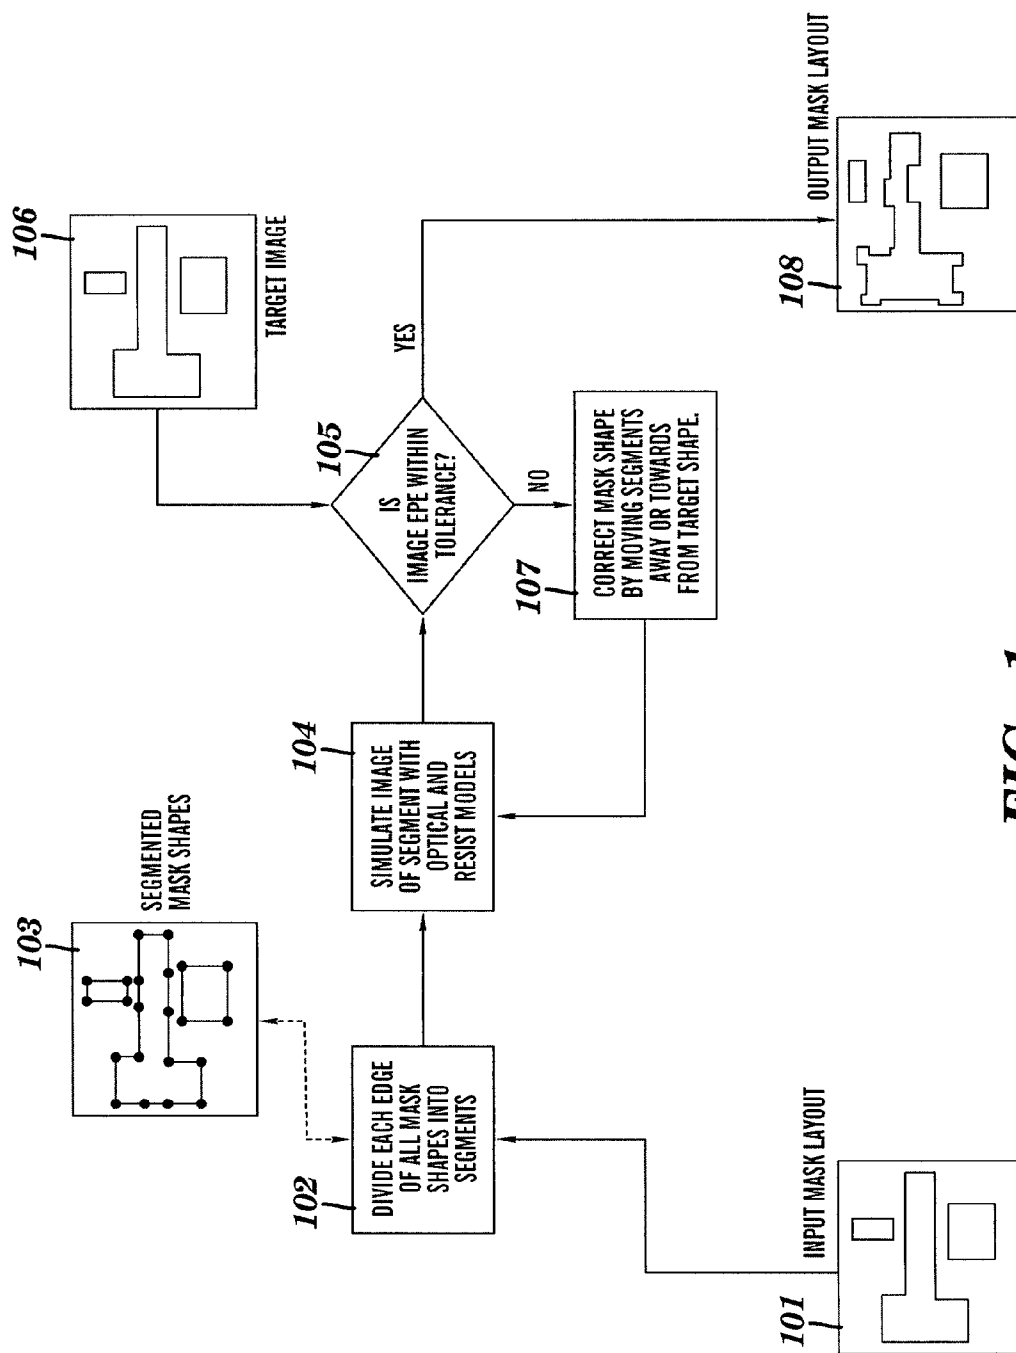 103
SEGMENTED
MASK SHAPES
106
TARGET IMAGE
102
DIVIDE EACH EDGE
OF ALL MASK
SHAPES INTO
SEGMENTS
104
SIMULATE IMAGE
OF SEGMENT WITH
OPTICAL AND
RESIST MODELS
105
IS
IMAGE EPE WITHIN
TOLERANCE?
YES
NO
107
CORRECT MASK SHAPE
BY MOVING SEGMENTS
AWAY OR TOWARDS
FROM TARGET SHAPE.
101
INPUT MASK LAYOUT
108
OUTPUT MASK LAYOUT
FIG. 1